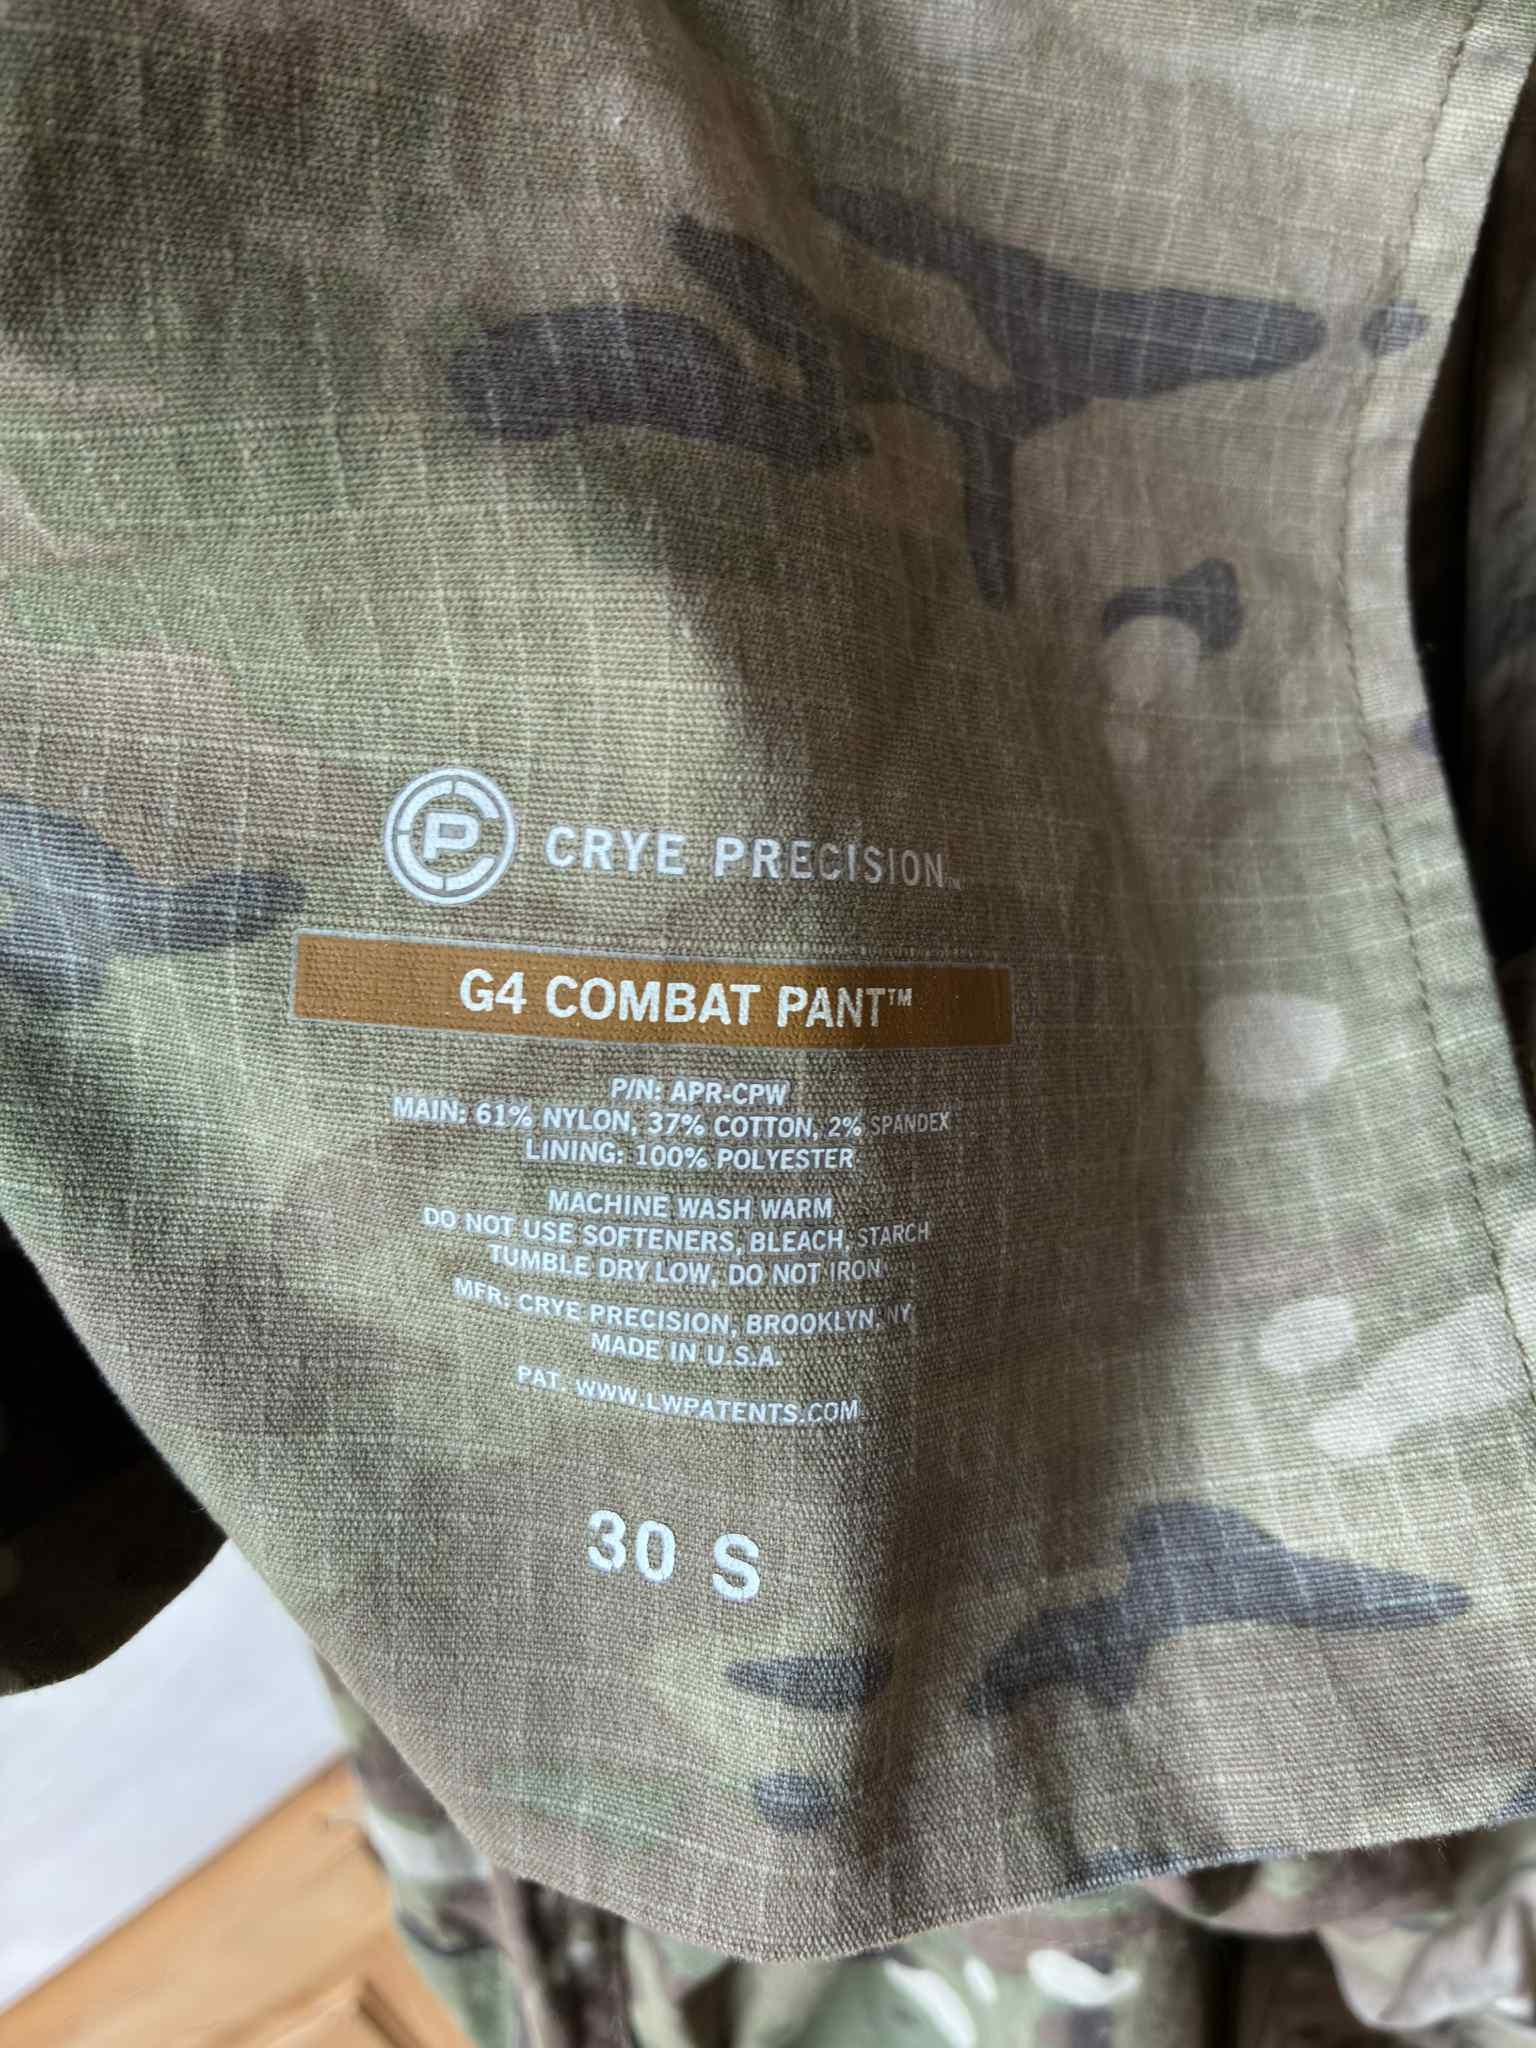 CP CRYE PRECISION™
G4 COMBAT PANT™
P/N: APR-CPW
MAIN: 61% NYLON, 37% COTTON, 2% SPANDEX
LINING: 100% POLYESTER
MACHINE WASH WARM
DO NOT USE SOFTENERS, BLEACH, STARCH
TUMBLE DRY LOW, DO NOT IRON
MFR: CRYE PRECISION, BROOKLYN, NY
MADE IN U.S.A.
PAT. WWW.LWPATENTS.COM
30 S